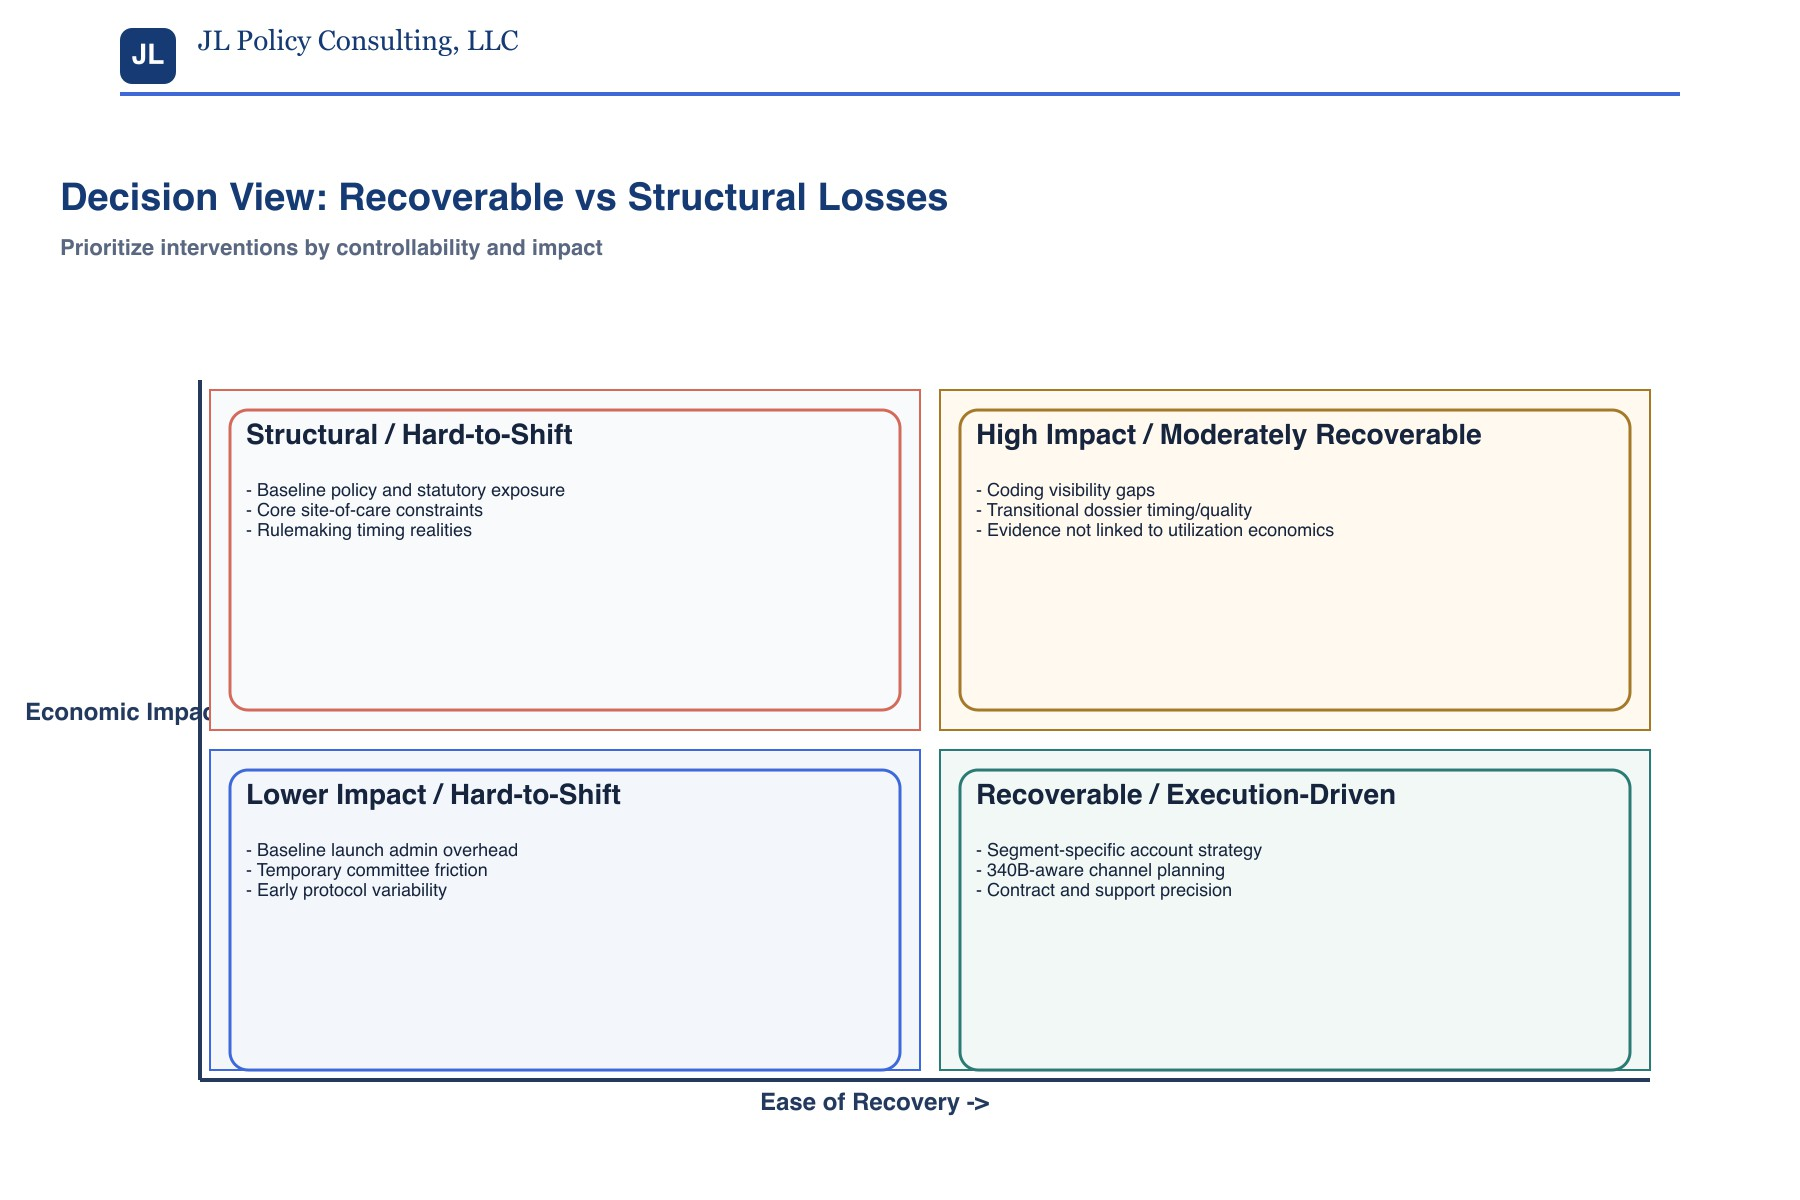 JL
JL Policy Consulting, LLC
Decision View: Recoverable vs Structural Losses
Prioritize interventions by controllability and impact
Structural / Hard-to-Shift
- Baseline policy and statutory exposure
- Core site-of-care constraints
- Rulemaking timing realities
High Impact / Moderately Recoverable
- Coding visibility gaps
- Transitional dossier timing/quality
- Evidence not linked to utilization economics
Economic Impac
Lower Impact / Hard-to-Shift
- Baseline launch admin overhead
- Temporary committee friction
- Early protocol variability
Recoverable / Execution-Driven
- Segment-specific account strategy
- 340B-aware channel planning
- Contract and support precision
Ease of Recovery ->